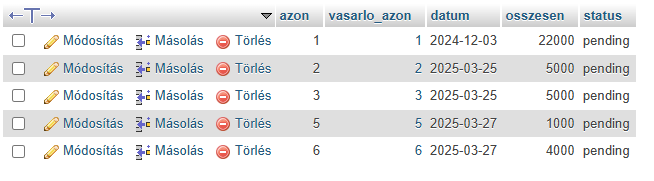 azon vasarlo_azon datum osszesen status
Módosítás Másolás Törlés 1 1 2024-12-03 22000 pending
Módosítás Másolás Törlés 2 2 2025-03-25 5000 pending
Módosítás Másolás Törlés 3 3 2025-03-25 5000 pending
Módosítás Másolás Törlés 5 5 2025-03-27 1000 pending
Módosítás Másolás Törlés 6 6 2025-03-27 4000 pending